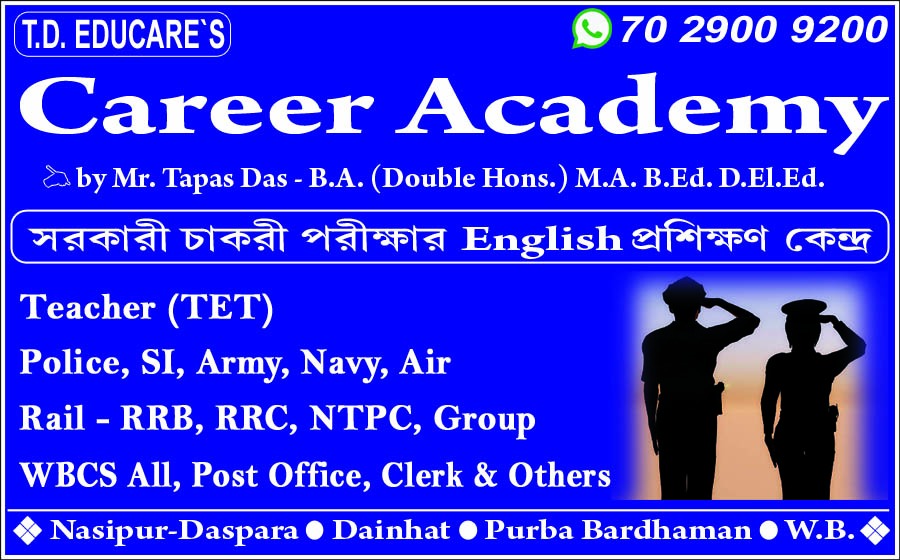 T.D. EDUCARE`S
70 2900 9200
Career Academy
by Mr. Tapas Das - B.A. (Double Hons.) M.A. B.Ed. D.El.Ed.
সরকারী চাকরী পরীক্ষার English প্রশিক্ষণ কেন্দ্র
Teacher (TET)
Police, SI, Army, Navy, Air
Rail - RRB, RRC, NTPC, Group
WBCS All, Post Office, Clerk & Others
❖ Nasipur-Daspara ● Dainhat ● Purba Bardhaman ● W.B. ❖